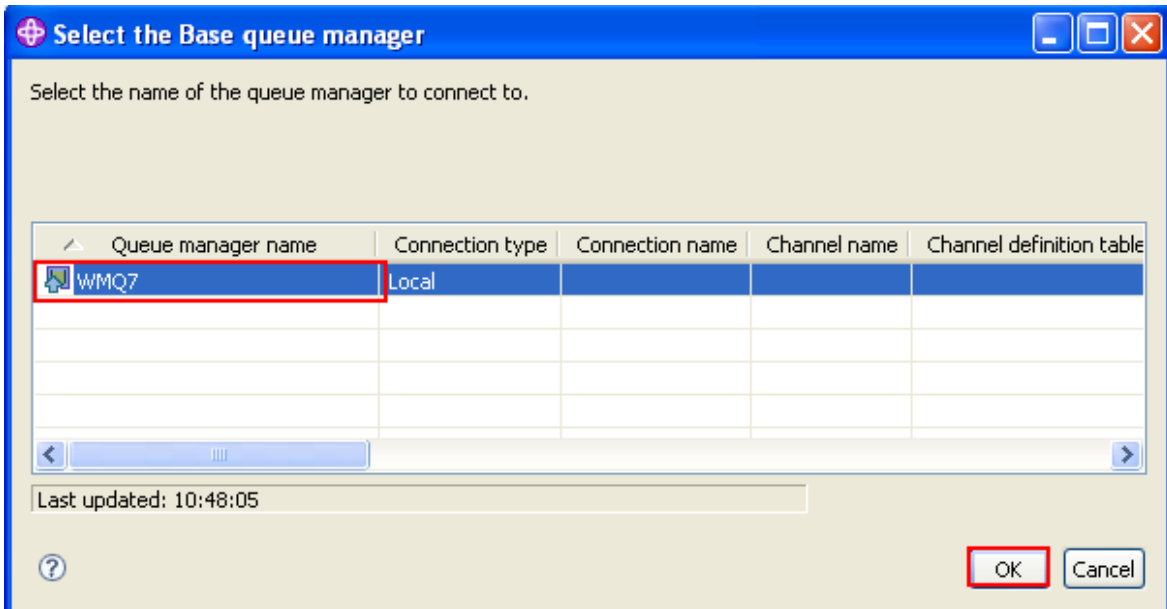 Select the Base queue manager
Select the name of the queue manager to connect to.
Queue manager name Connection type Connection name Channel name Channel definition table
WMQ7 Local
Last updated: 10:48:05
? OK Cancel